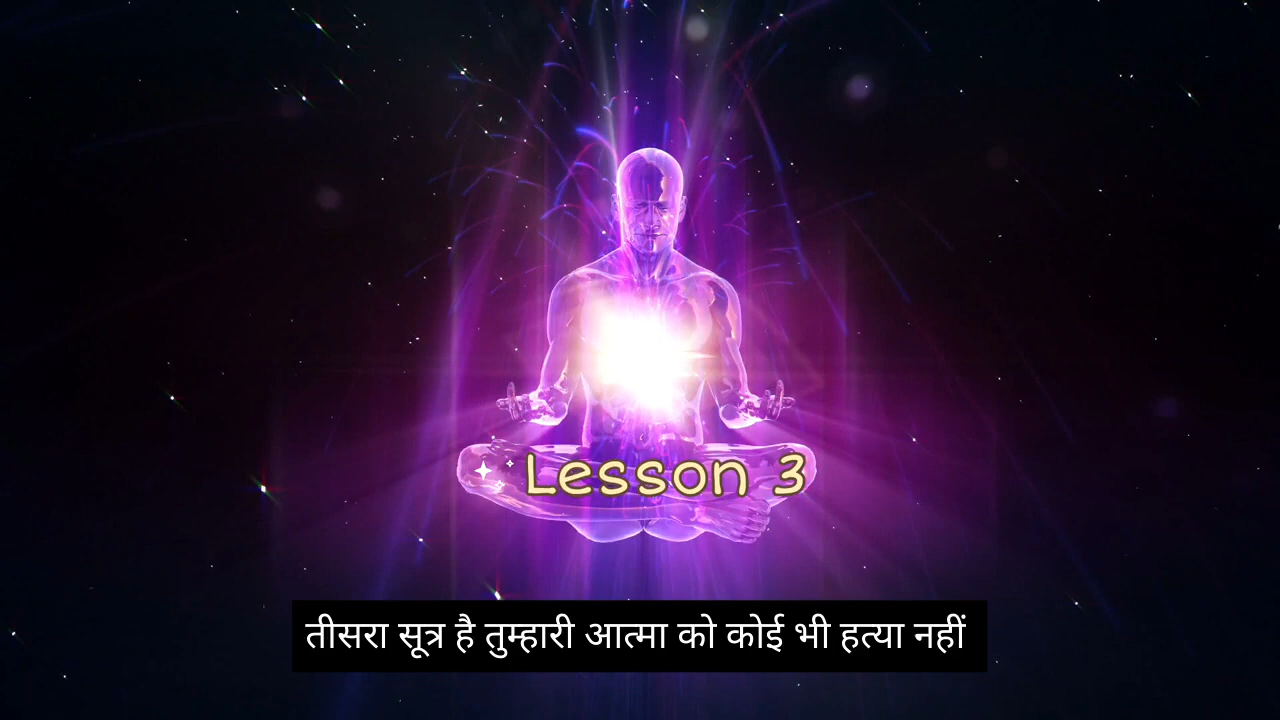 Lesson 3
तीसरा सूत्र है तुम्हारी आत्मा को कोई भी हत्या नहीं